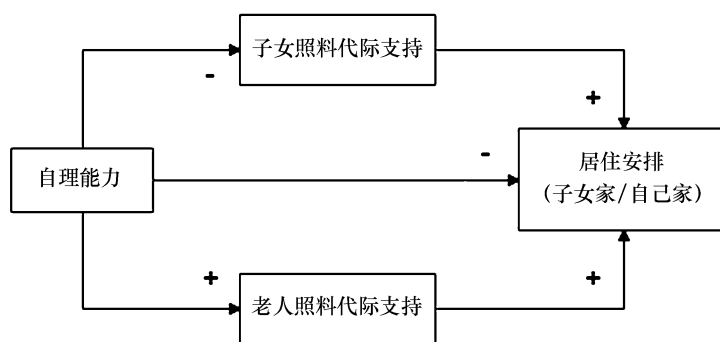 子女照料代际支持
-
+
自理能力
-
居住安排
(子女家/自己家)
+
+
老人照料代际支持